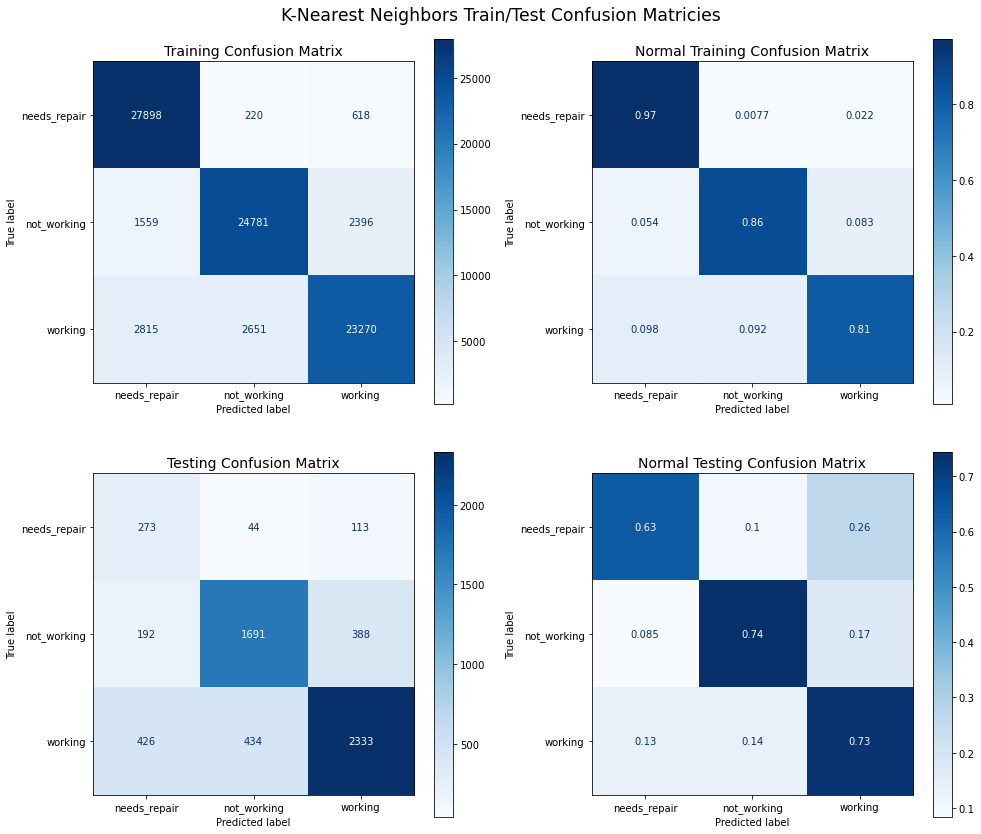 K-Nearest Neighbors Train/Test Confusion Matricies
Training Confusion Matrix
needs_repair 27898 220 618
not_working 1559 24781 2396
working 2815 2651 23270
True label
needs_repair not_working working
Predicted label
25000
20000
15000
10000
5000
Normal Training Confusion Matrix
needs_repair 0.97 0.0077 0.022
not_working 0.054 0.86 0.083
working 0.098 0.092 0.81
True label
needs_repair not_working working
Predicted label
0.8
0.6
0.4
0.2
Testing Confusion Matrix
needs_repair 273 44 113
not_working 192 1691 388
working 426 434 2333
True label
needs_repair not_working working
Predicted label
2000
1500
1000
500
Normal Testing Confusion Matrix
needs_repair 0.63 0.1 0.26
not_working 0.085 0.74 0.17
working 0.13 0.14 0.73
True label
needs_repair not_working working
Predicted label
0.7
0.6
0.5
0.4
0.3
0.2
0.1